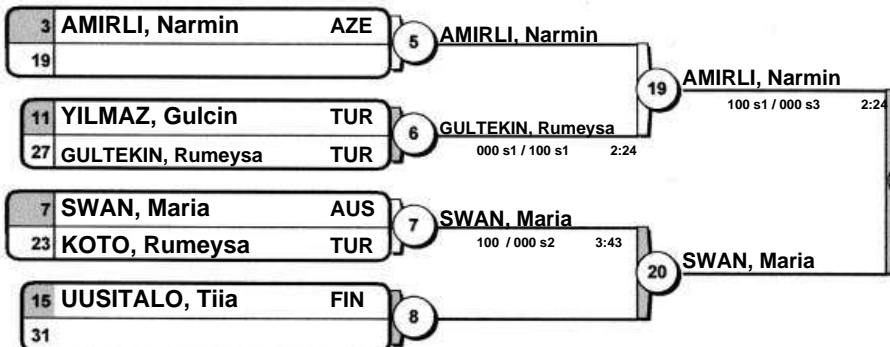 3 AMIRLI, Narmin AZE
19
5
AMIRLI, Narmin
11 YILMAZ, Gulcin TUR
27 GULTEKIN, Rumeysa TUR
6
GULTEKIN, Rumeysa
000 s1 / 100 s1 2:24
19
AMIRLI, Narmin
100 s1 / 000 s3 2:24
7 SWAN, Maria AUS
23 KOTO, Rumeysa TUR
7
SWAN, Maria
100 / 000 s2 3:43
15 UUSITALO, Tiia FIN
31
8
20
SWAN, Maria